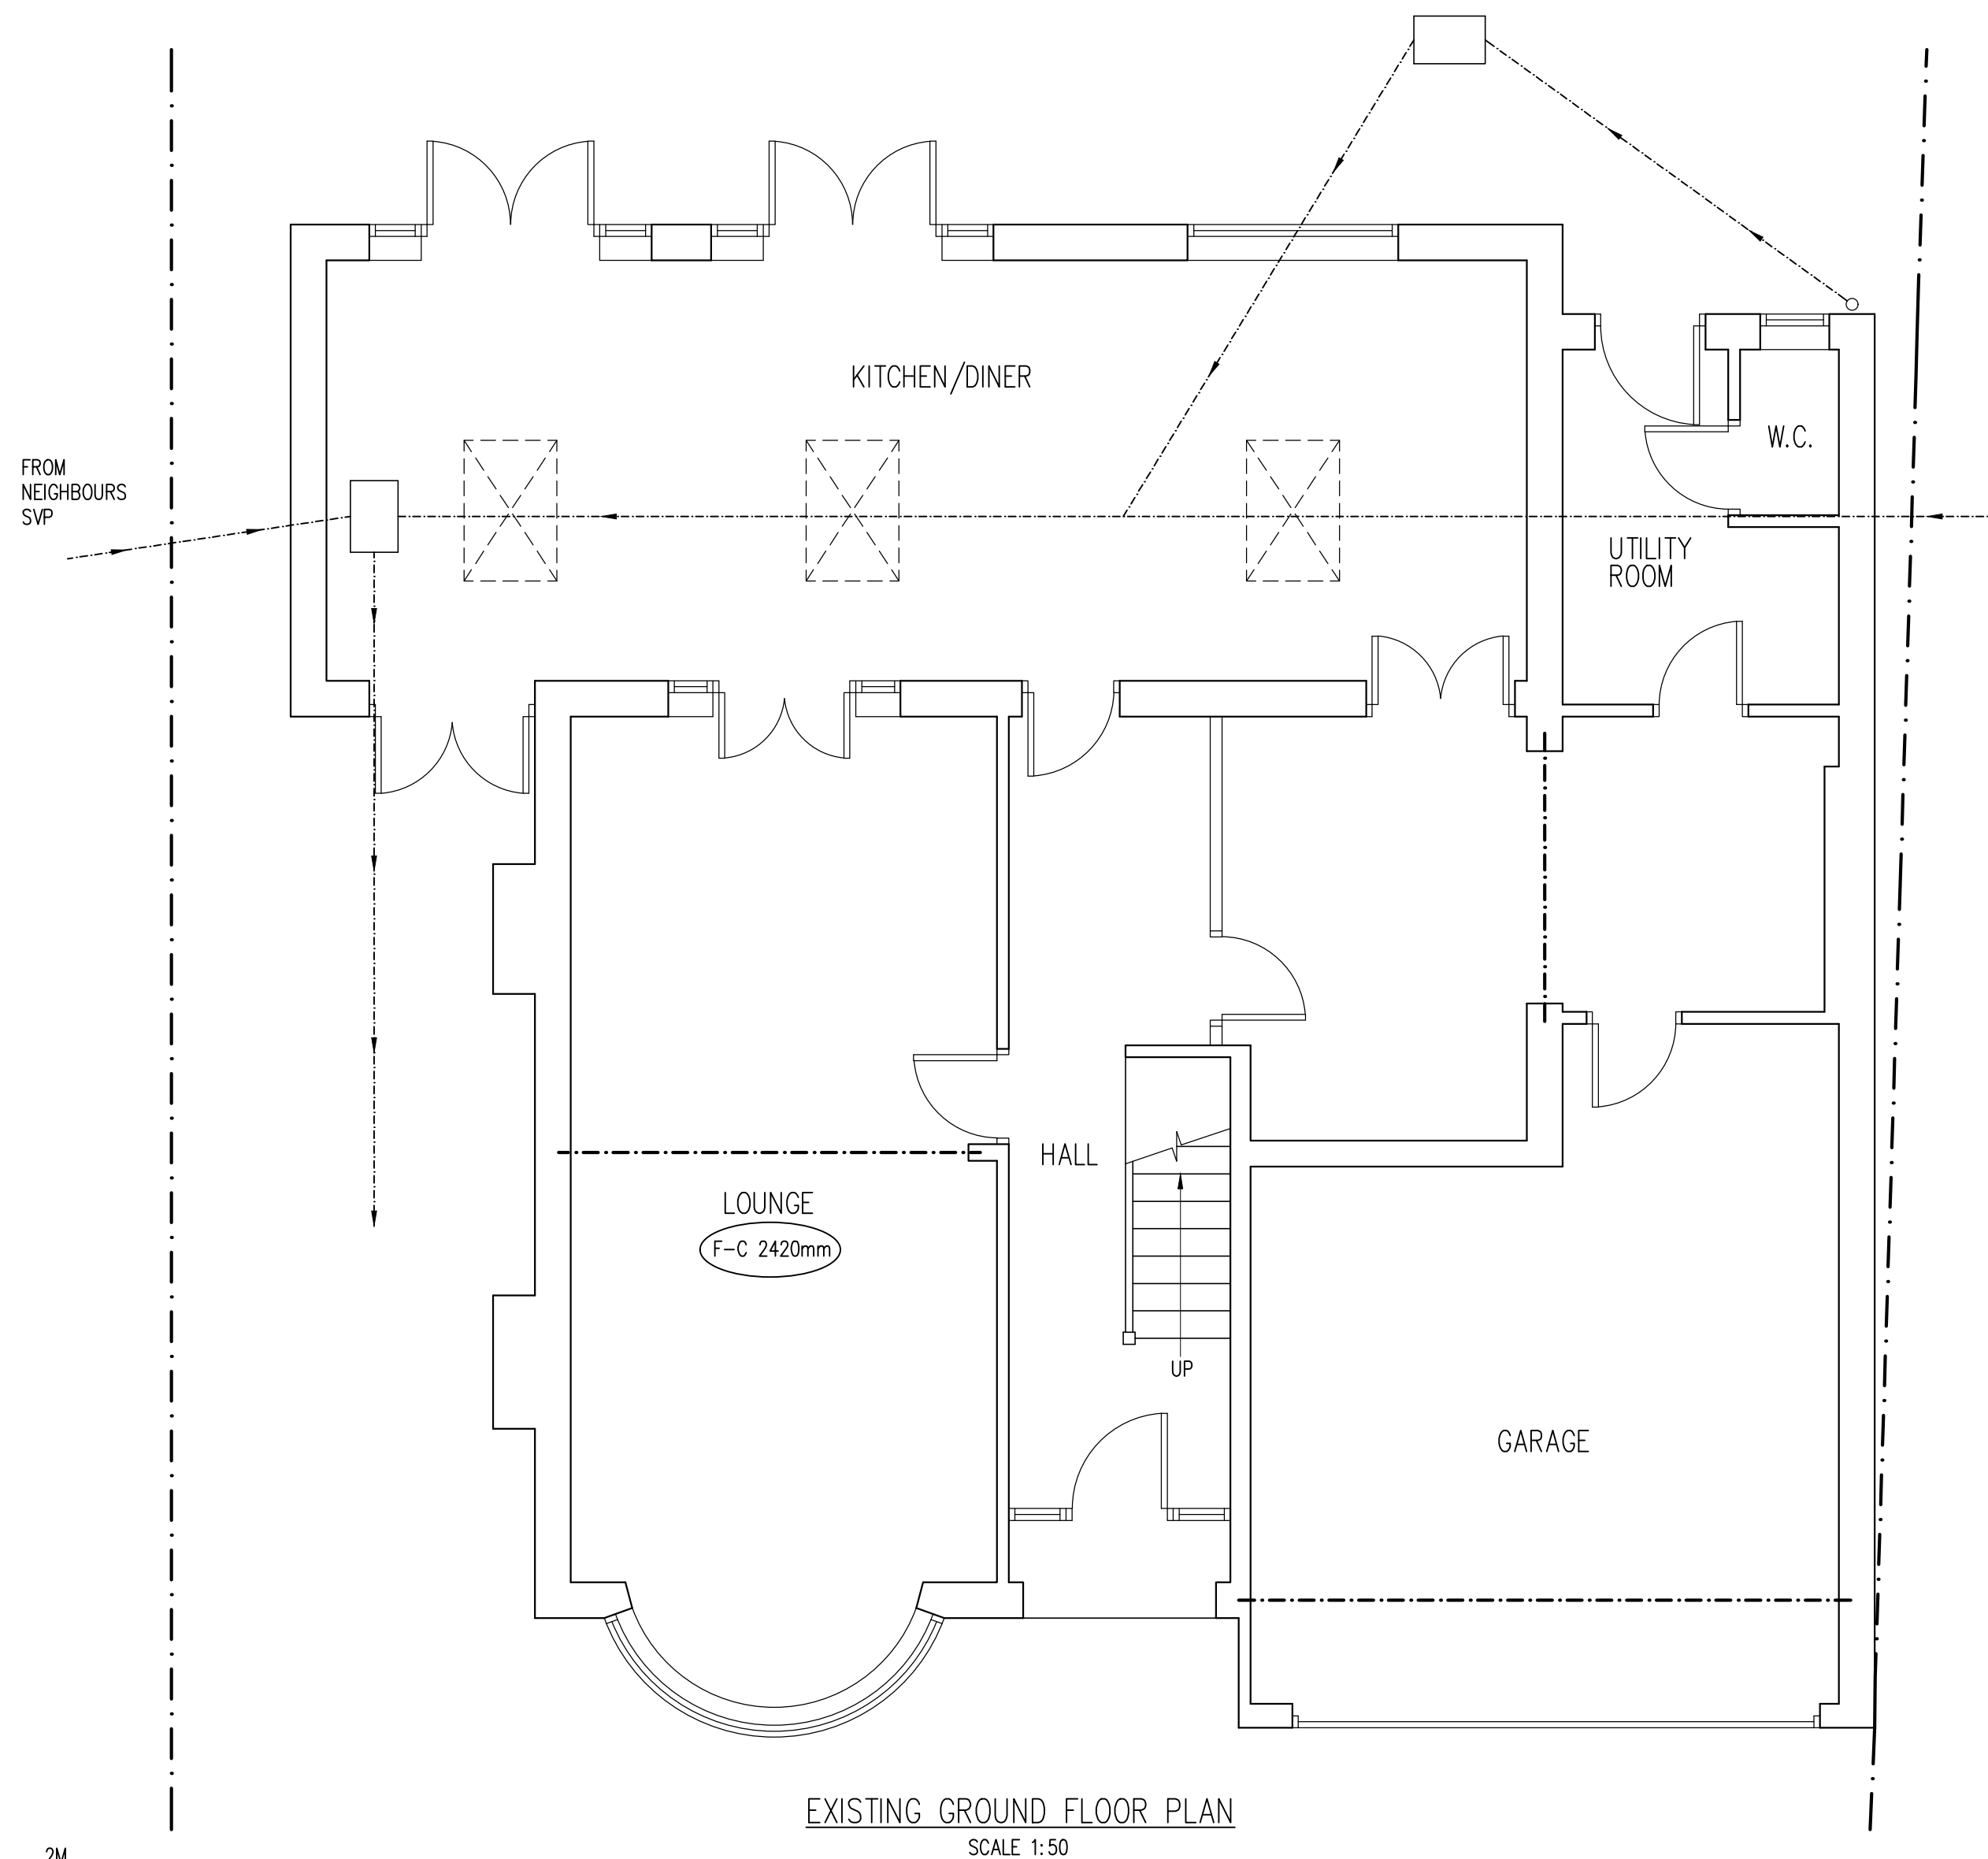 KITCHEN/DINER
W.C.
FROM
NEIGHBOURS
SVP
UTILITY
ROOM
HALL
LOUNGE
F-C 2420mm
UP
GARAGE
EXISTING GROUND FLOOR PLAN
SCALE 1:50
2M